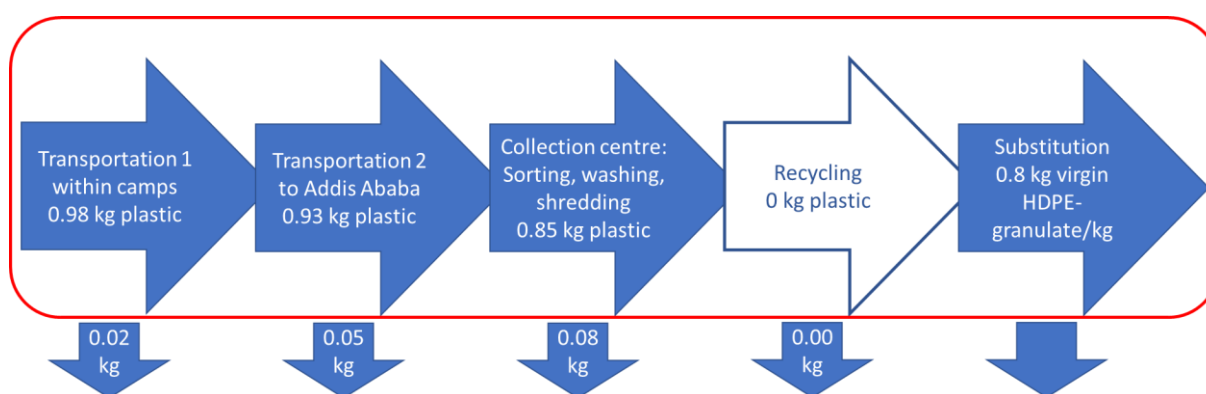 Transportation 1
within camps
0.98 kg plastic
Transportation 2
to Addis Ababa
0.93 kg plastic
Collection centre:
Sorting, washing,
shredding
0.85 kg plastic
Recycling
0 kg plastic
Substitution
0.8 kg virgin
HDPE-
granulate/kg
0.02
kg
0.05
kg
0.08
kg
0.00
kg